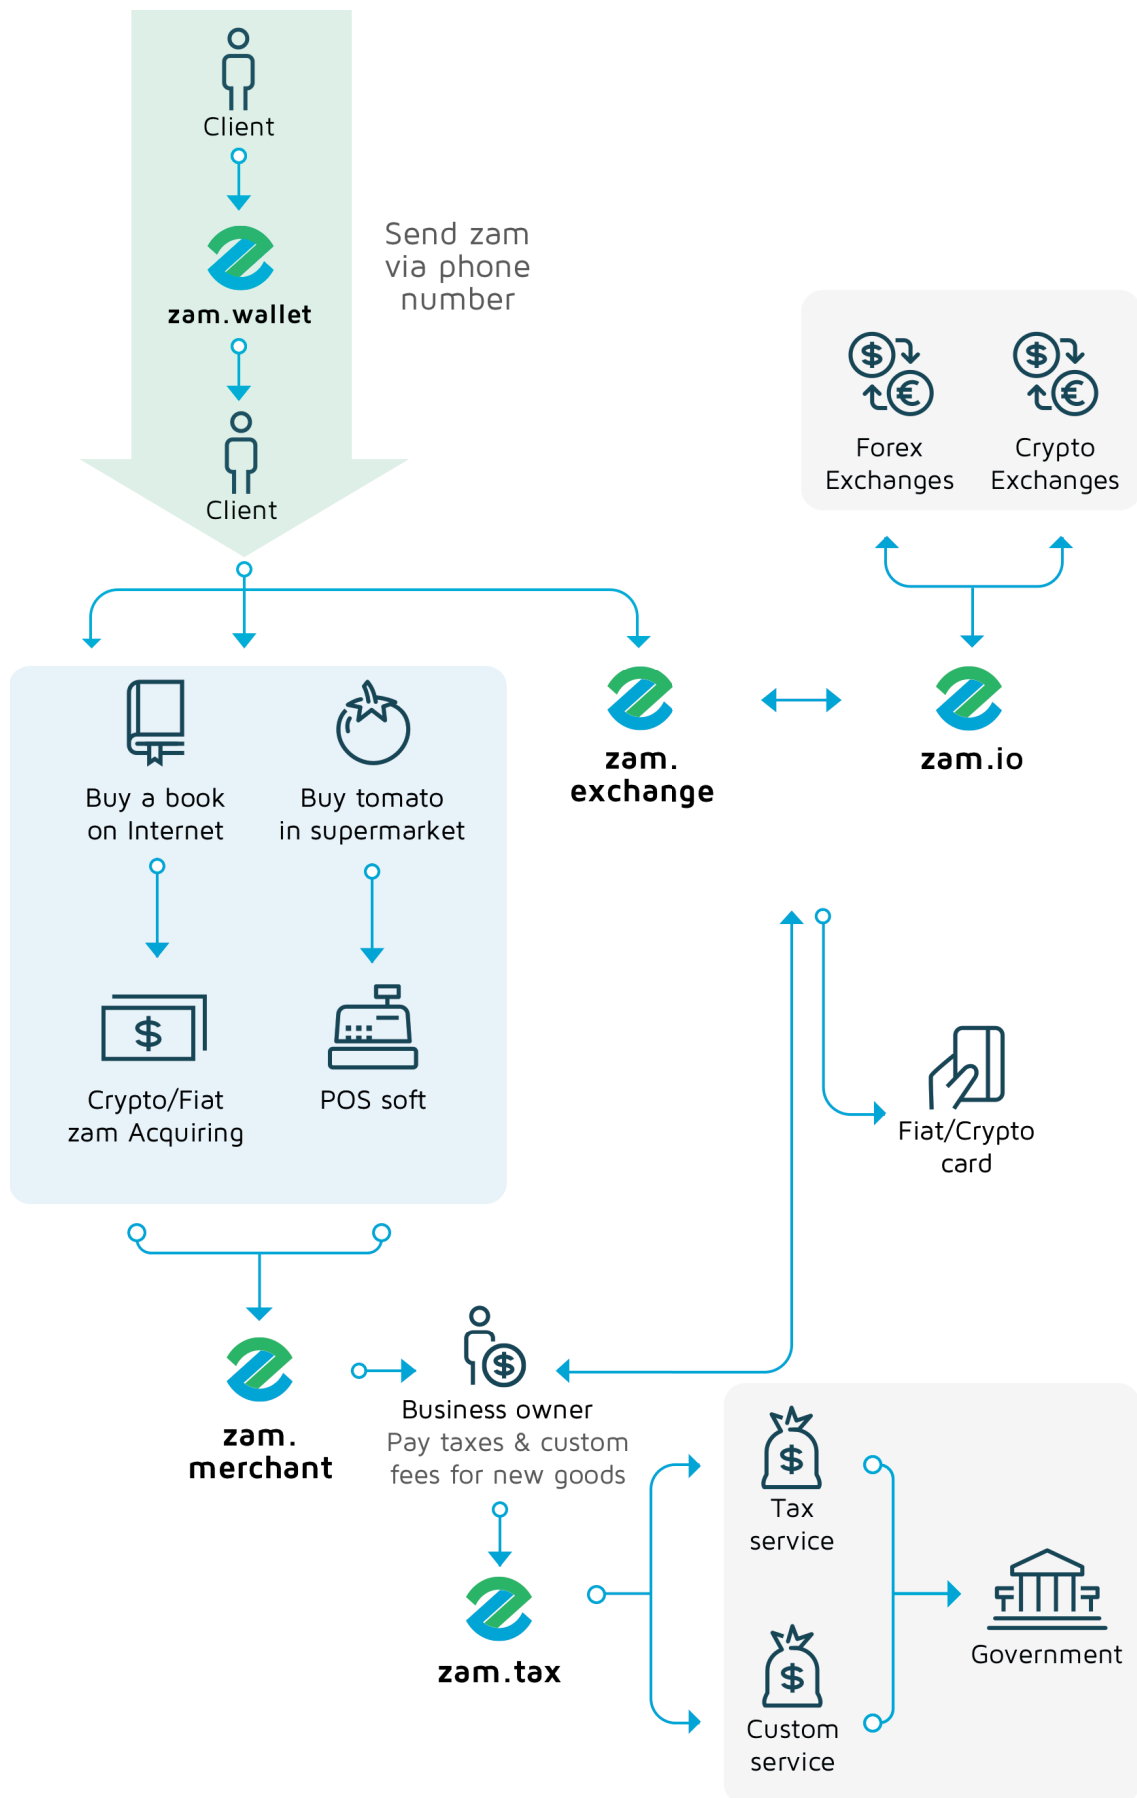 Client
zam.wallet
Send zam
via phone
number
Client
Forex
Exchanges
Crypto
Exchanges
Buy a book
on Internet
Buy tomato
in supermarket
zam.
exchange
zam.io
$
Crypto/Fiat
zam Acquiring
POS soft
Fiat/Crypto
card
zam.
merchant
Business owner
Pay taxes & custom
fees for new goods
zam.tax
Tax
service
Custom
service
Government